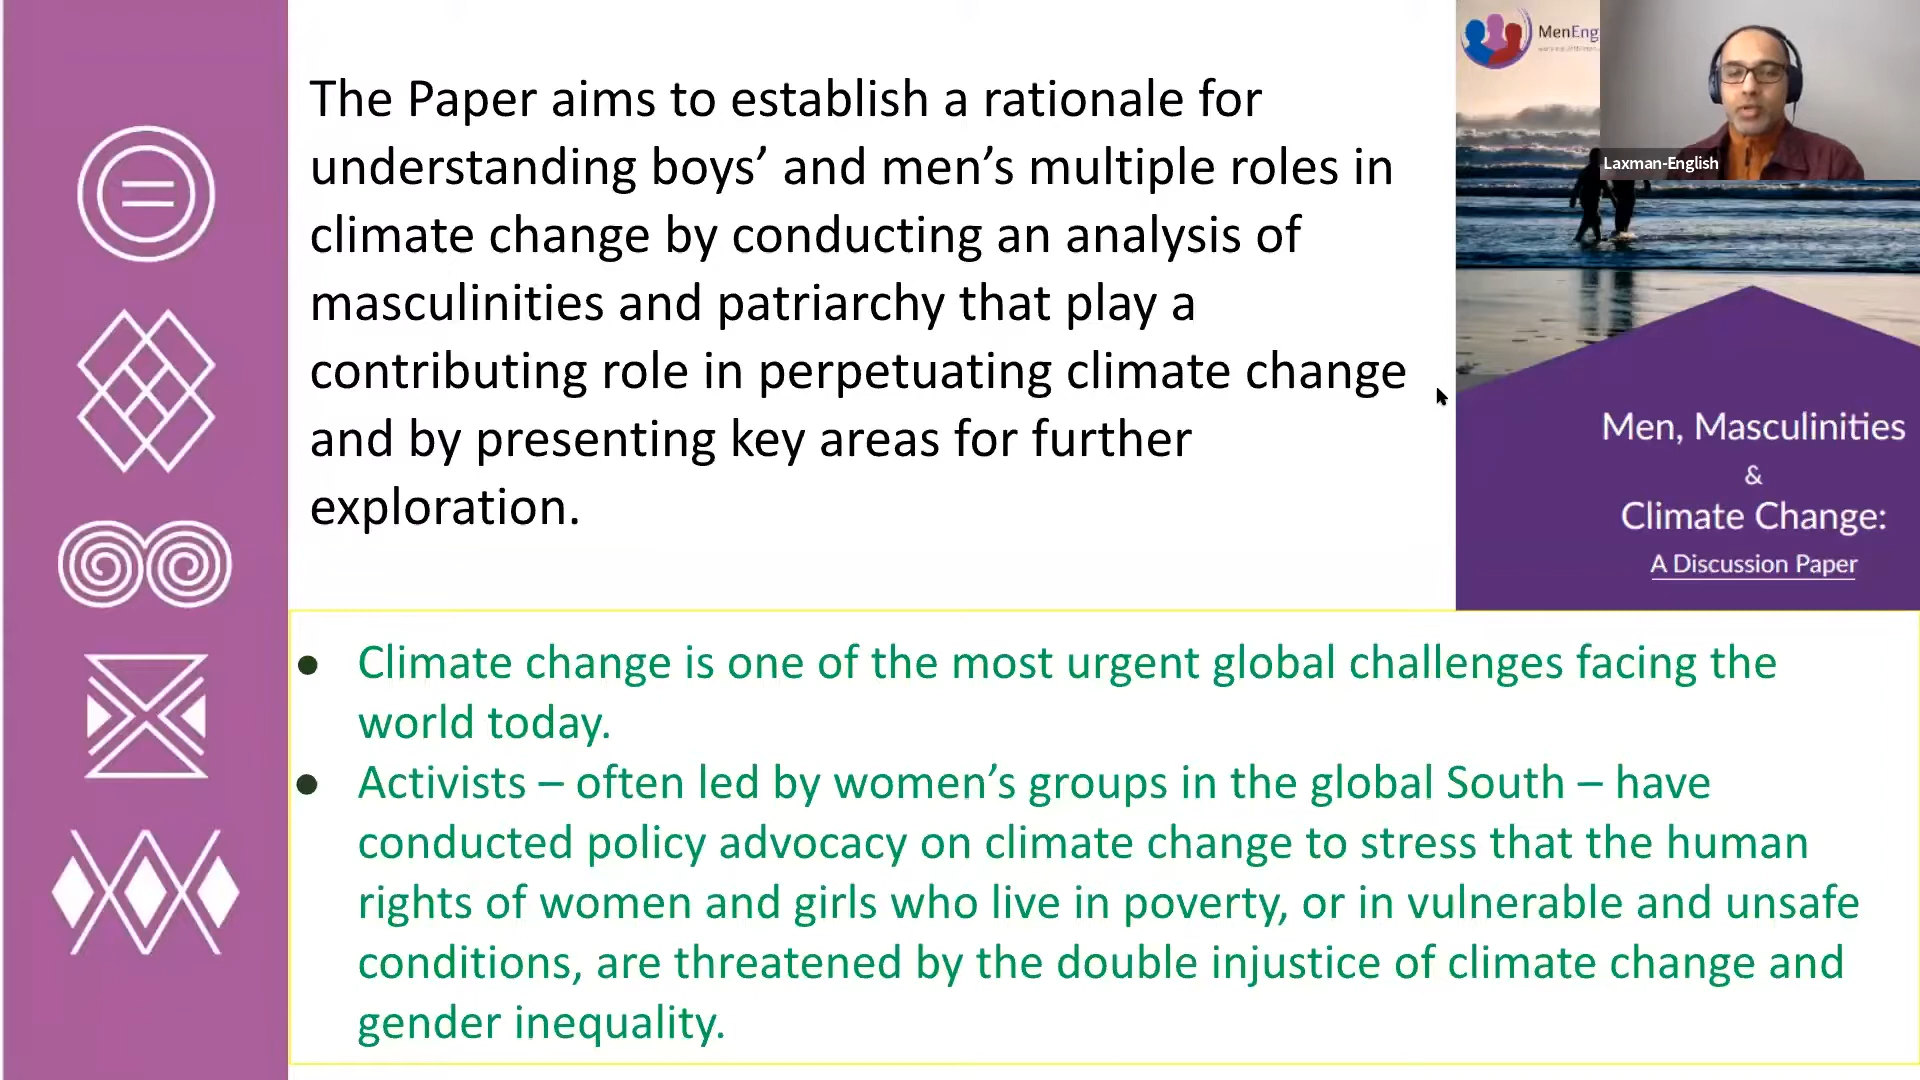 The Paper aims to establish a rationale for
understanding boys’ and men’s multiple roles in
climate change by conducting an analysis of
masculinities and patriarchy that play a
contributing role in perpetuating climate change
and by presenting key areas for further
exploration.
MenEng
Laxman-English
Men, Masculinities
&
Climate Change:
A Discussion Paper
● Climate change is one of the most urgent global challenges facing the
world today.
● Activists – often led by women’s groups in the global South – have
conducted policy advocacy on climate change to stress that the human
rights of women and girls who live in poverty, or in vulnerable and unsafe
conditions, are threatened by the double injustice of climate change and
gender inequality.